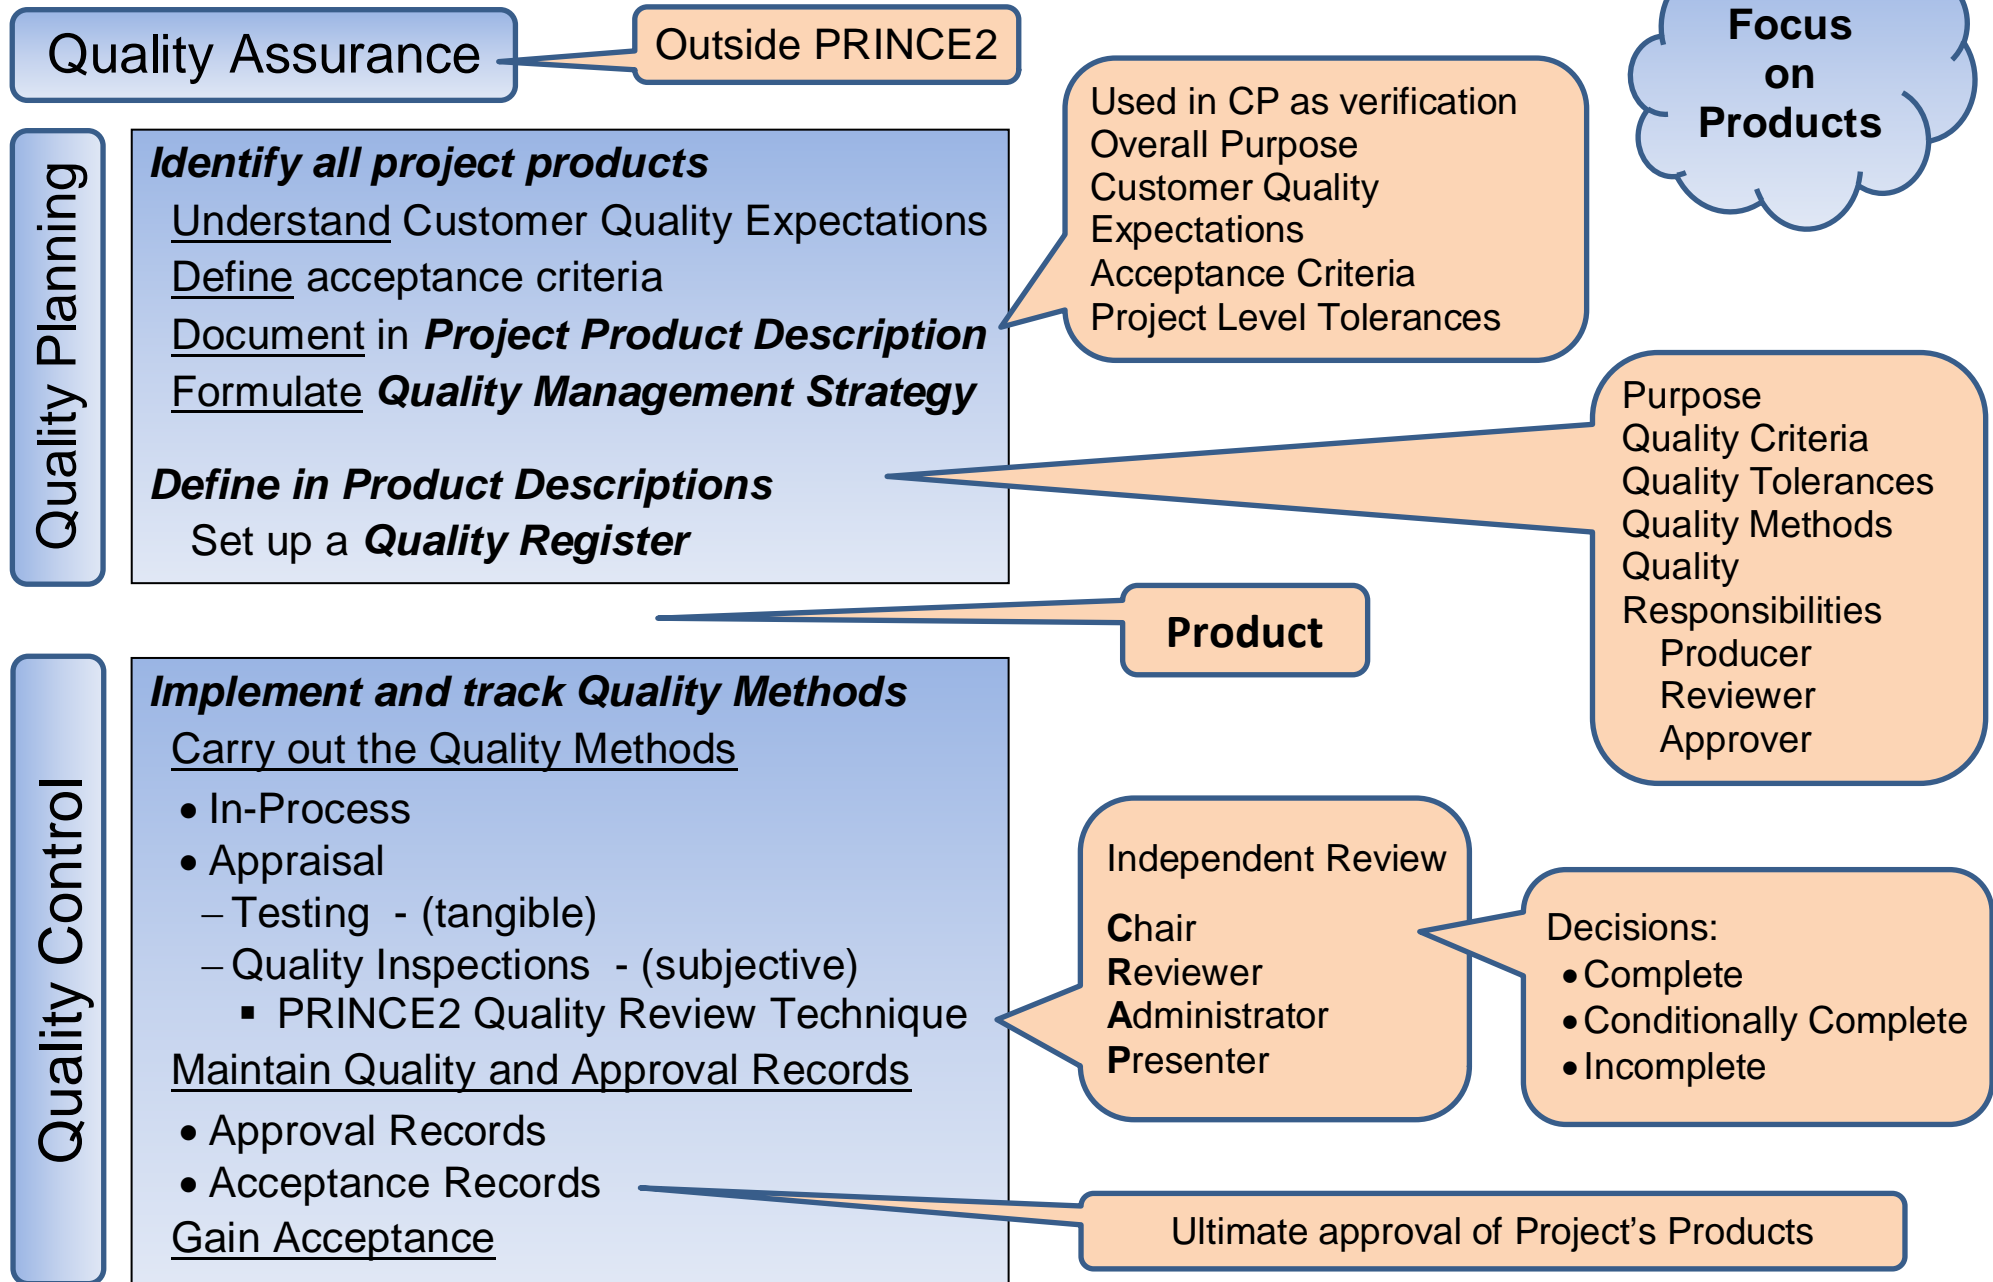 Quality Assurance
Outside PRINCE2
Focus
on
Products
Quality Planning
Identify all project products
Understand Customer Quality Expectations
Define acceptance criteria
Document in Project Product Description
Formulate Quality Management Strategy
Define in Product Descriptions
Set up a Quality Register
Used in CP as verification
Overall Purpose
Customer Quality
Expectations
Acceptance Criteria
Project Level Tolerances
Purpose
Quality Criteria
Quality Tolerances
Quality Methods
Quality
Responsibilities
Producer
Reviewer
Approver
Product
Quality Control
Implement and track Quality Methods
Carry out the Quality Methods
• In-Process
• Appraisal
– Testing - (tangible)
– Quality Inspections - (subjective)
▪ PRINCE2 Quality Review Technique
Maintain Quality and Approval Records
• Approval Records
• Acceptance Records
Gain Acceptance
Independent Review
Chair
Reviewer
Administrator
Presenter
Decisions:
• Complete
• Conditionally Complete
• Incomplete
Ultimate approval of Project’s Products